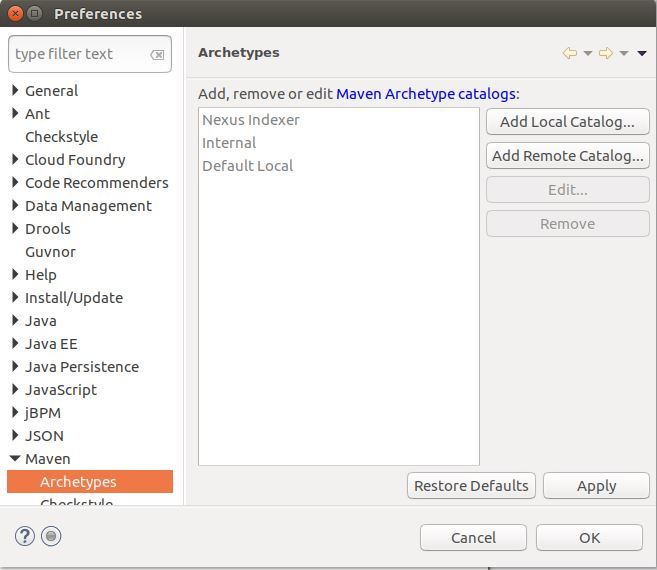 Preferences
type filter text
General
Ant
Checkstyle
Cloud Foundry
Code Recommenders
Data Management
Drools
Guvnor
Help
Install/Update
Java
Java EE
Java Persistence
JavaScript
jBPM
JSON
Maven
Archetypes
Checkstyle
Archetypes
Add, remove or edit Maven Archetype catalogs:
Nexus Indexer
Internal
Default Local
Add Local Catalog...
Add Remote Catalog...
Edit...
Remove
Restore Defaults
Apply
?
Cancel
OK